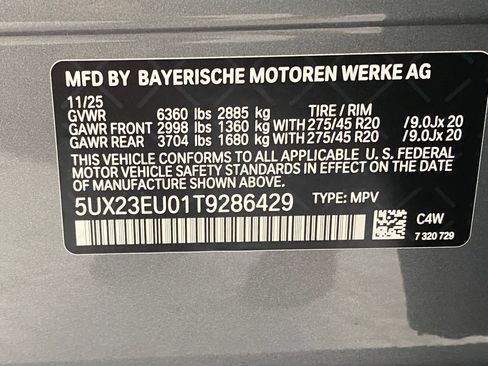 MFD BY BAYERISCHE MOTOREN WERKE AG
11/25
GVWR 6360 lbs 2885 kg TIRE / RIM
GAWR FRONT 2998 lbs 1360 kg WITH 275/45 R20 /9.0Jx 20
GAWR REAR 3704 lbs 1680 kg WITH 275/45 R20 /9.0Jx 20
THIS VEHICLE CONFORMS TO ALL APPLICABLE U. S. FEDERAL
MOTOR VEHICLE SAFETY STANDARDS IN EFFECT ON THE
DATE OF MANUFACTURE SHOWN ABOVE.
5UX23EU01T9286429 TYPE: MPV
C4W
7 320 729